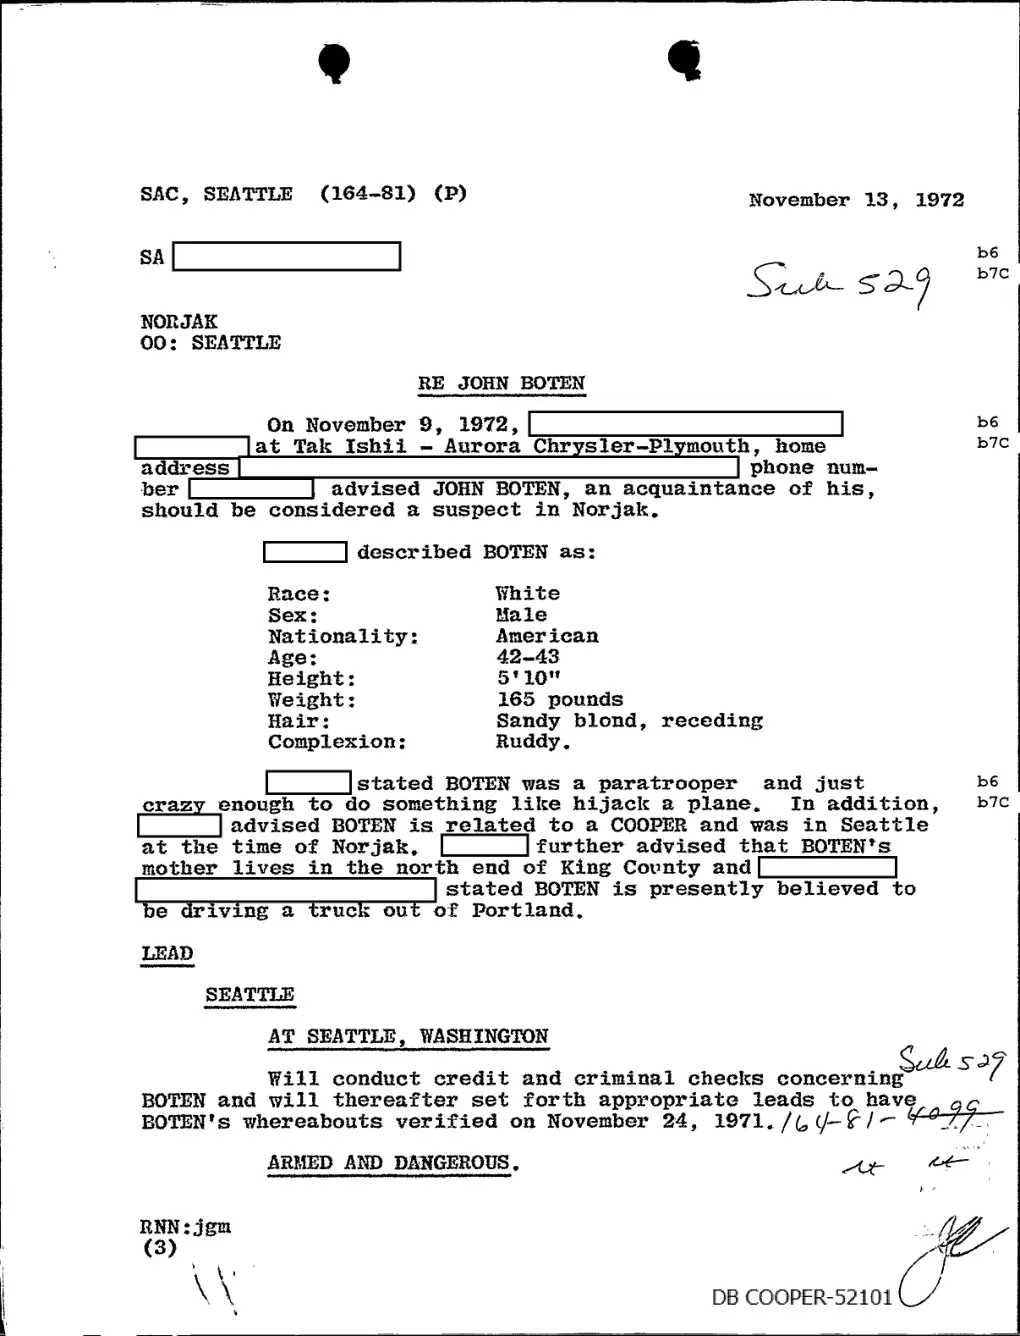 SAC, SEATTLE (164-81) (P)
November 13, 1972
SA
b6
b7C
Sub 529
NORJAK
OO: SEATTLE
RE JOHN BOTEN
On November 9, 1972,
b6
at Tak Ishii - Aurora Chrysler-Plymouth, home
b7C
address phone num-
ber advised JOHN BOTEN, an acquaintance of his,
should be considered a suspect in Norjak.
described BOTEN as:
Race: White
Sex: Male
Nationality: American
Age: 42-43
Height: 5'10"
Weight: 165 pounds
Hair: Sandy blond, receding
Complexion: Ruddy.
stated BOTEN was a paratrooper and just
b6
crazy enough to do something like hijack a plane. In addition,
b7C
advised BOTEN is related to a COOPER and was in Seattle
at the time of Norjak. further advised that BOTEN's
mother lives in the north end of King County and
stated BOTEN is presently believed to
be driving a truck out of Portland.
LEAD
SEATTLE
AT SEATTLE, WASHINGTON
Sub 529
Will conduct credit and criminal checks concerning
BOTEN and will thereafter set forth appropriate leads to have
BOTEN's whereabouts verified on November 24, 1971. 164-81-4099
ARMED AND DANGEROUS.
RNN:jgm
(3)
DB COOPER-52101